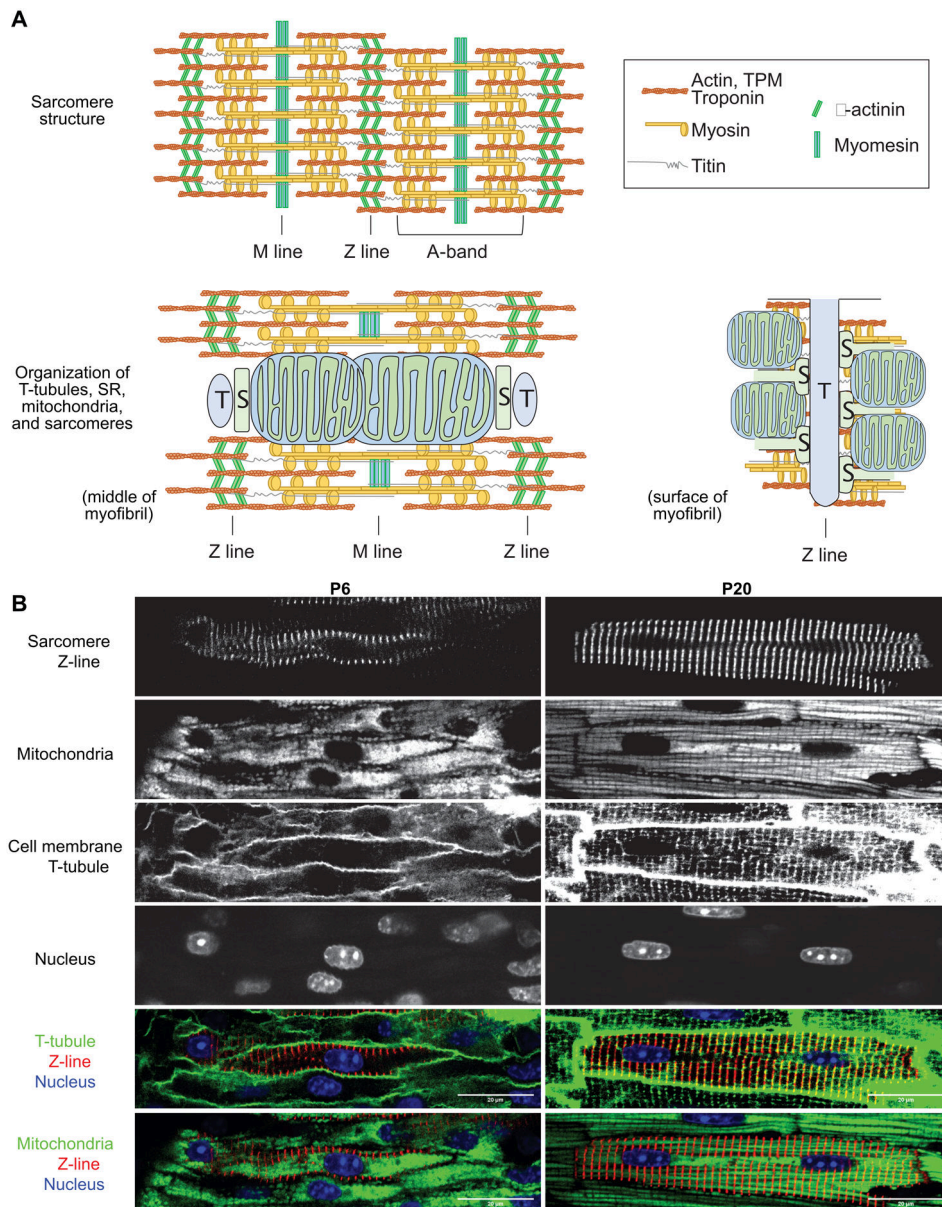 A
Sarcomere
structure
M line
Z line
A-band
Actin, TPM
Troponin
Myosin
Titin
□-actinin
Myomesin
Organization of
T-tubules, SR,
mitochondria,
and sarcomeres
T
S
S
T
(middle of
myofibril)
Z line
M line
Z line
S
S
S
T
S
S
(surface of
myofibril)
Z line
B
P6
P20
Sarcomere
Z-line
Mitochondria
Cell membrane
T-tubule
Nucleus
T-tubule
Z-line
Nucleus
20 µm
20 µm
Mitochondria
Z-line
Nucleus
20 µm
20 µm